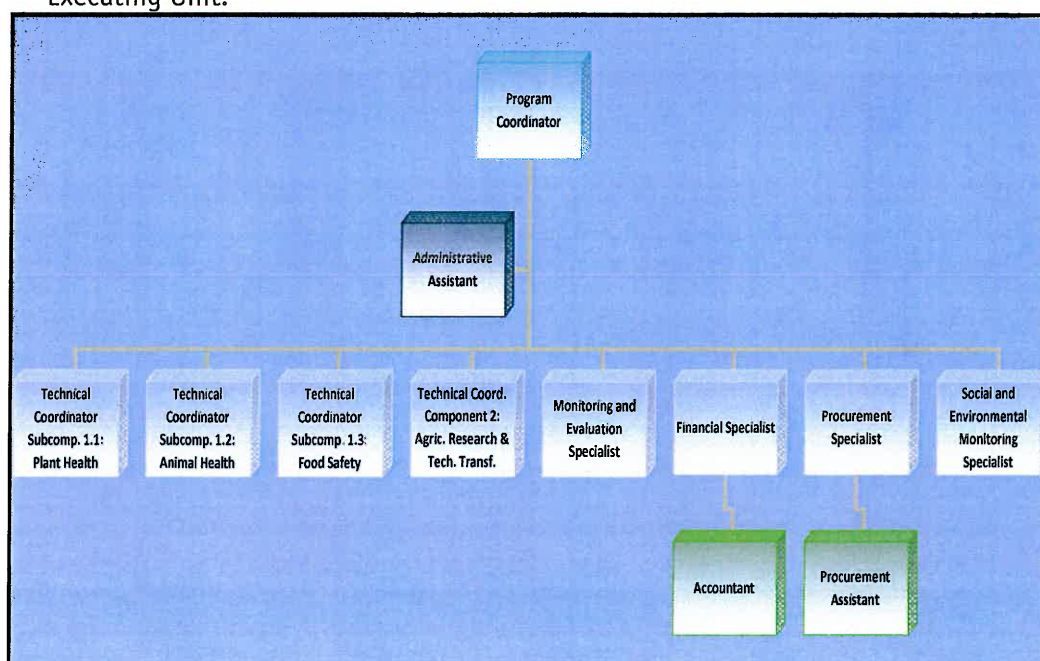 Executing Unit.
Program
Coordinator
Administrative
Assistant
Technical
Coordinator
Subcomp. 1.1:
Plant Health
Technical
Coordinator
Subcomp. 1.2:
Animal Health
Technical
Coordinator
Subcomp. 1.3:
Food Safety
Technical Coord.
Component 2:
Agric. Research &
Tech. Transf.
Monitoring and
Evaluation
Specialist
Financial Specialist
Procurement
Specialist
Social and
Environmental
Monitoring
Specialist
Accountant
Procurement
Assistant